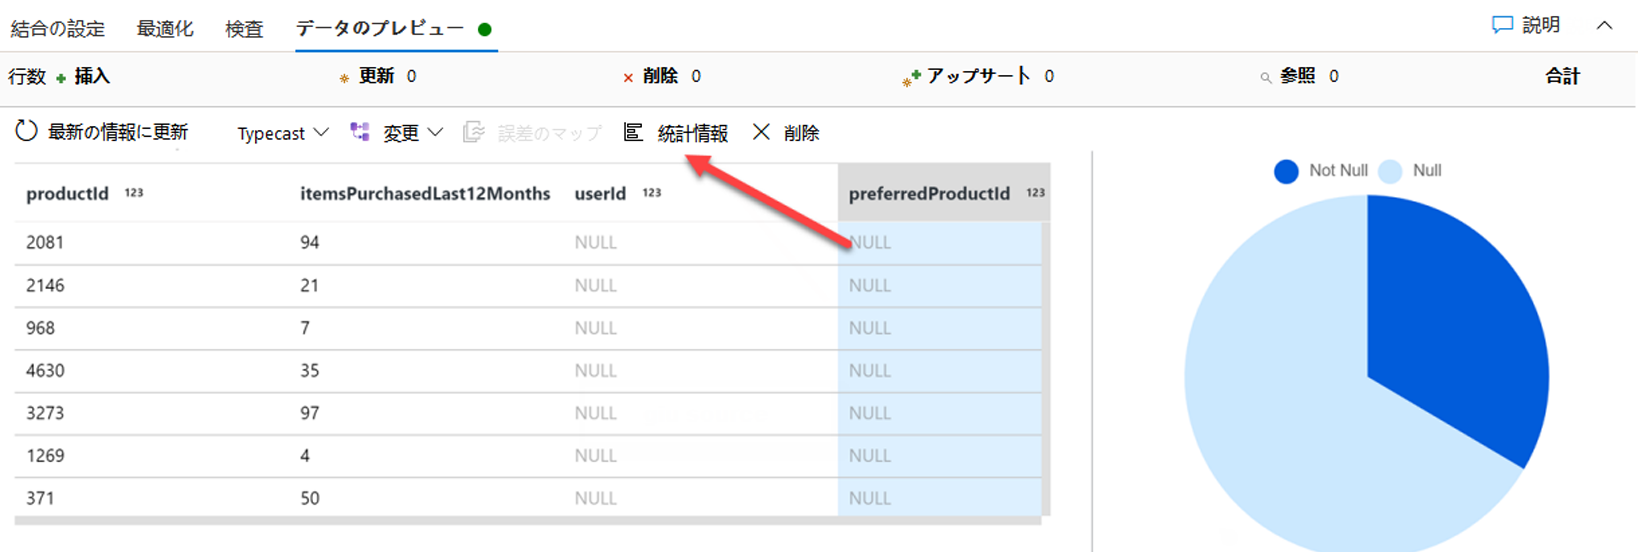 結合の設定 最適化 検査 データのプレビュー 説明
行数 挿入 更新 0 削除 0 アップサート 0 参照 0 合計
最新の情報に更新 Typecast 変更 誤差のマップ 統計情報 削除
Not Null Null
productId 123 itemsPurchasedLast12Months userId 123 preferredProductId 123
2081 94 NULL NULL
2146 21 NULL NULL
968 7 NULL NULL
4630 35 NULL NULL
3273 97 NULL NULL
1269 4 NULL NULL
371 50 NULL NULL